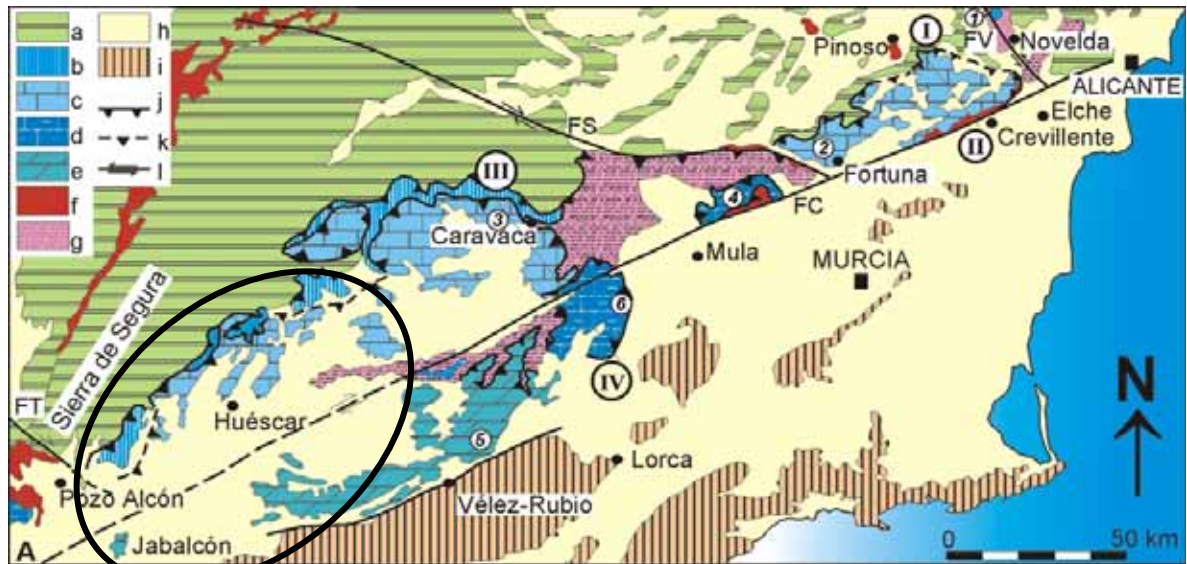 a h
b i
c j
d k
e l
f
g
I
1
FV
Novelda
Pinoso
ALICANTE
Elche
Crevillente
II
FS
2
Fortuna
III
3
Caravaca
4
FC
Mula
MURCIA
Sierra de Segura
6
IV
FT
Huéscar
5
Lorca
N
Pozo Alcón
Vélez-Rubio
Jabalcón
A
0 50 km